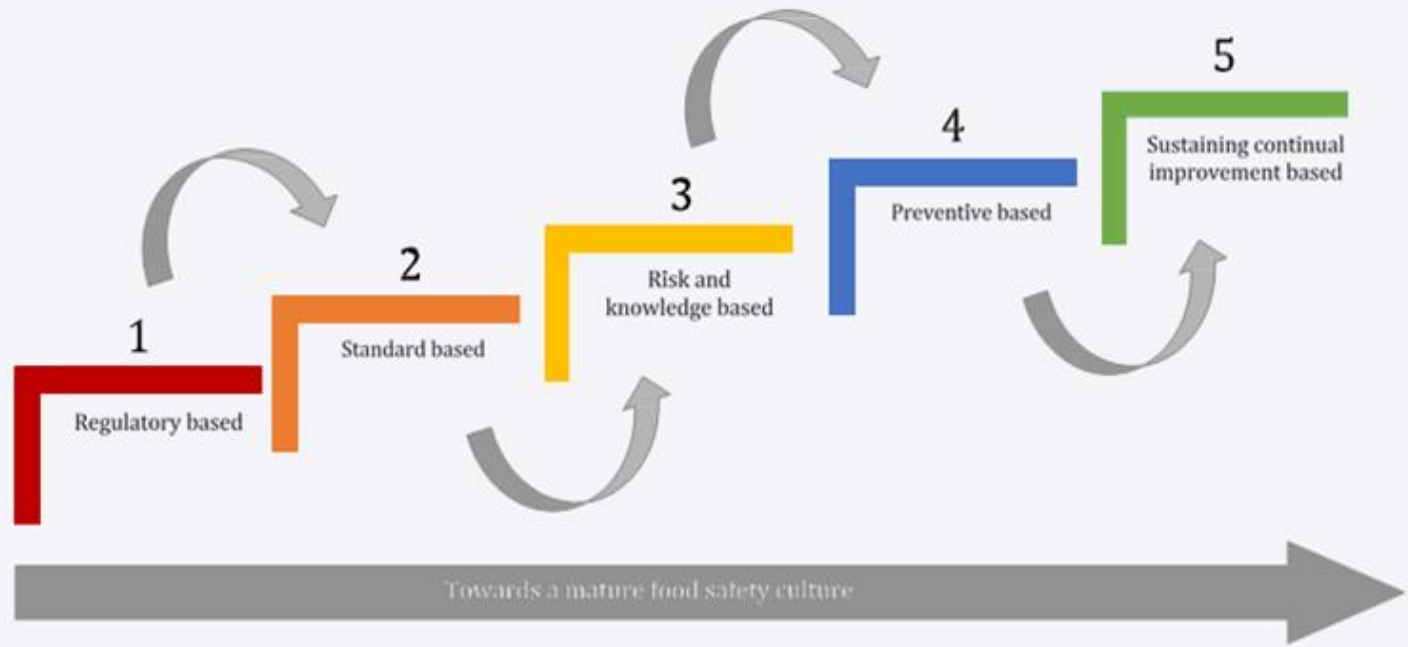 1
Regulatory based
2
Standard based
3
Risk and
knowledge based
4
Preventive based
5
Sustaining continual
improvement based
Towards a mature food safety culture